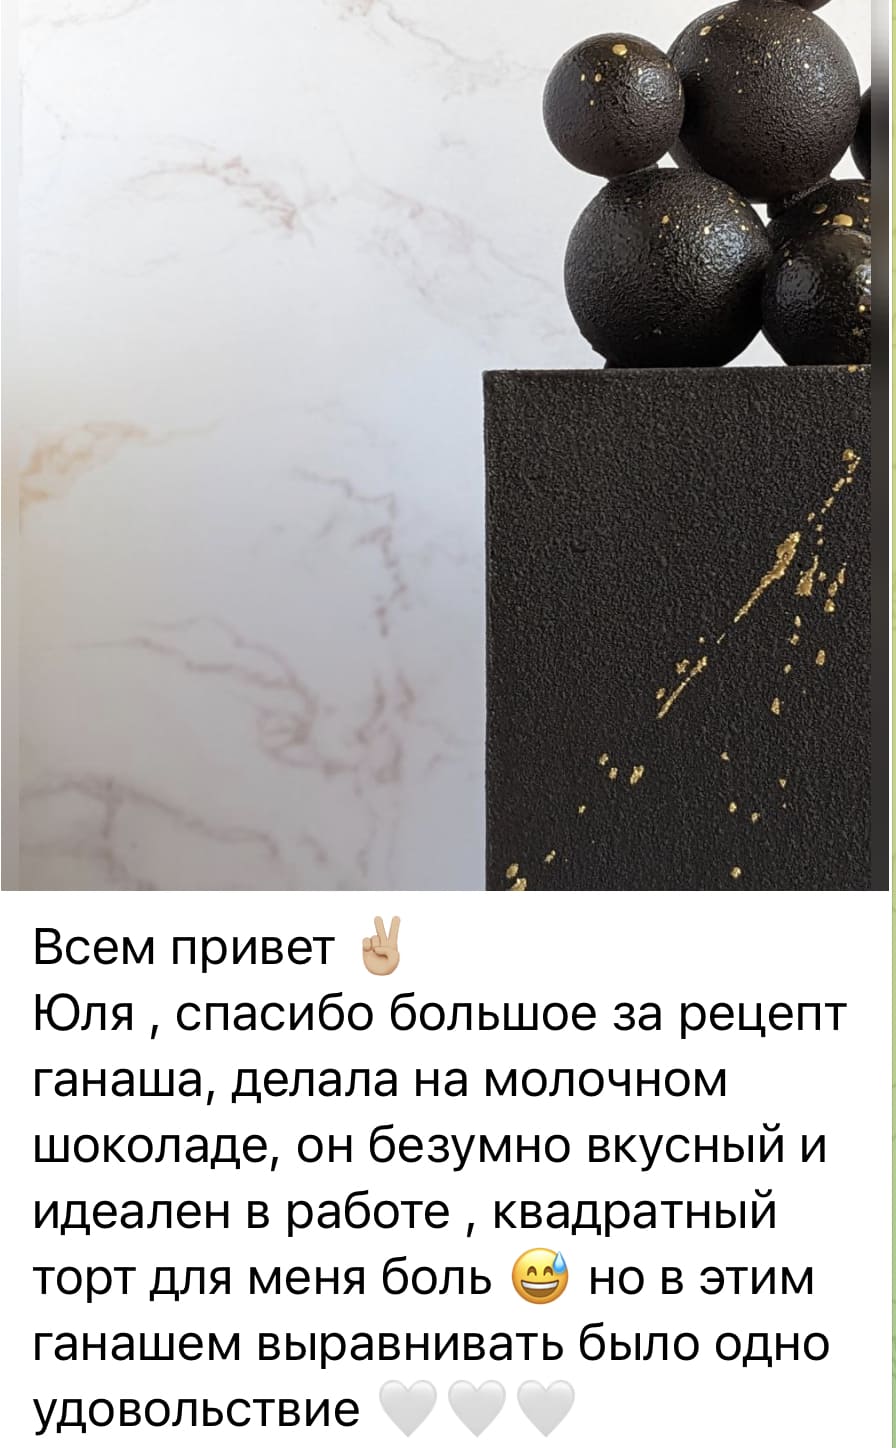 Всем привет ✌🏼
Юля , спасибо большое за рецепт
ганаша, делала на молочном
шоколаде, он безумно вкусный и
идеален в работе , квадратный
торт для меня боль 😅 но в этим
ганашем выравнивать было одно
удовольствие 🤍🤍🤍